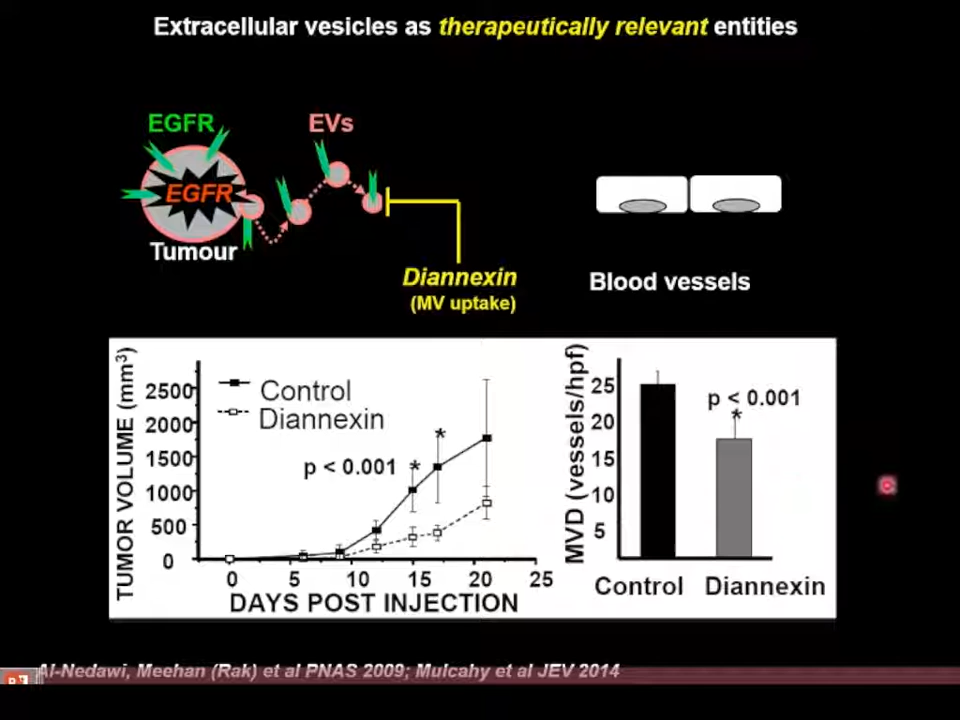 Extracellular vesicles as therapeutically relevant entities
EGFR
EVs
EGFR
Tumour
Diannexin
(MV uptake)
Blood vessels
TUMOR VOLUME (mm³)
2500
2000
1500
1000
500
0
Control
Diannexin
p < 0.001 *
*
0 5 10 15 20 25
DAYS POST INJECTION
MVD (vessels/hpf)
25
20
15
10
5
p < 0.001
*
Control Diannexin
Al-Nedawi, Meehan (Rak) et al PNAS 2009; Mulcahy et al JEV 2014